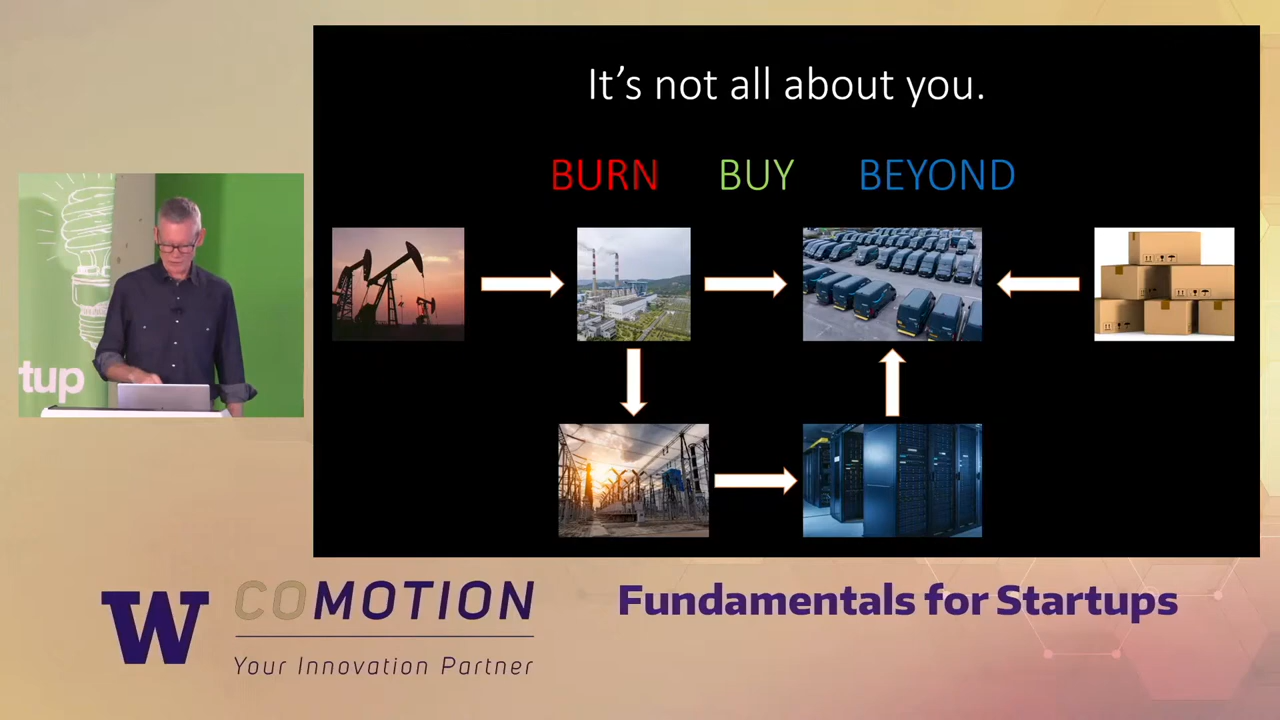 It's not all about you.
BURN BUY BEYOND
tup
W COMOTION
Your Innovation Partner
Fundamentals for Startups